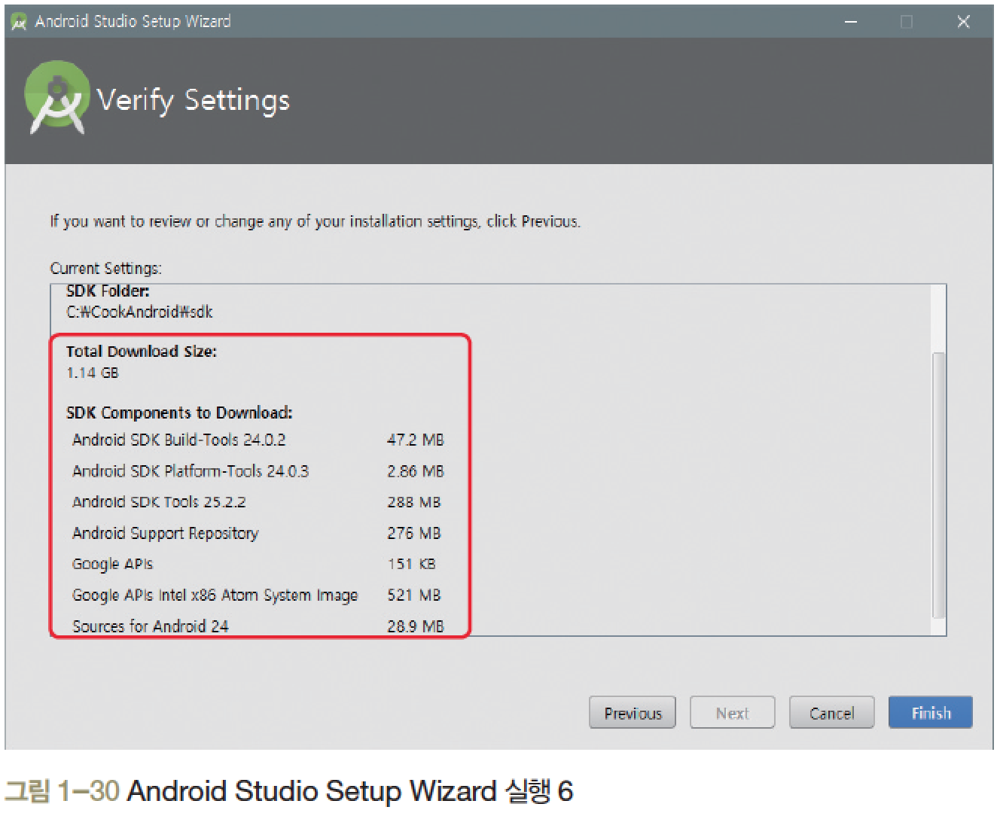 Android Studio Setup Wizard
Verify Settings
If you want to review or change any of your installation settings, click Previous.
Current Settings:
SDK Folder:
C:₩CookAndroid₩sdk
Total Download Size:
1.14 GB
SDK Components to Download:
Android SDK Build-Tools 24.0.2 47.2 MB
Android SDK Platform-Tools 24.0.3 2.86 MB
Android SDK Tools 25.2.2 288 MB
Android Support Repository 276 MB
Google APIs 151 KB
Google APIs Intel x86 Atom System Image 521 MB
Sources for Android 24 28.9 MB
Previous Next Cancel Finish
그림 1-30 Android Studio Setup Wizard 실행 6